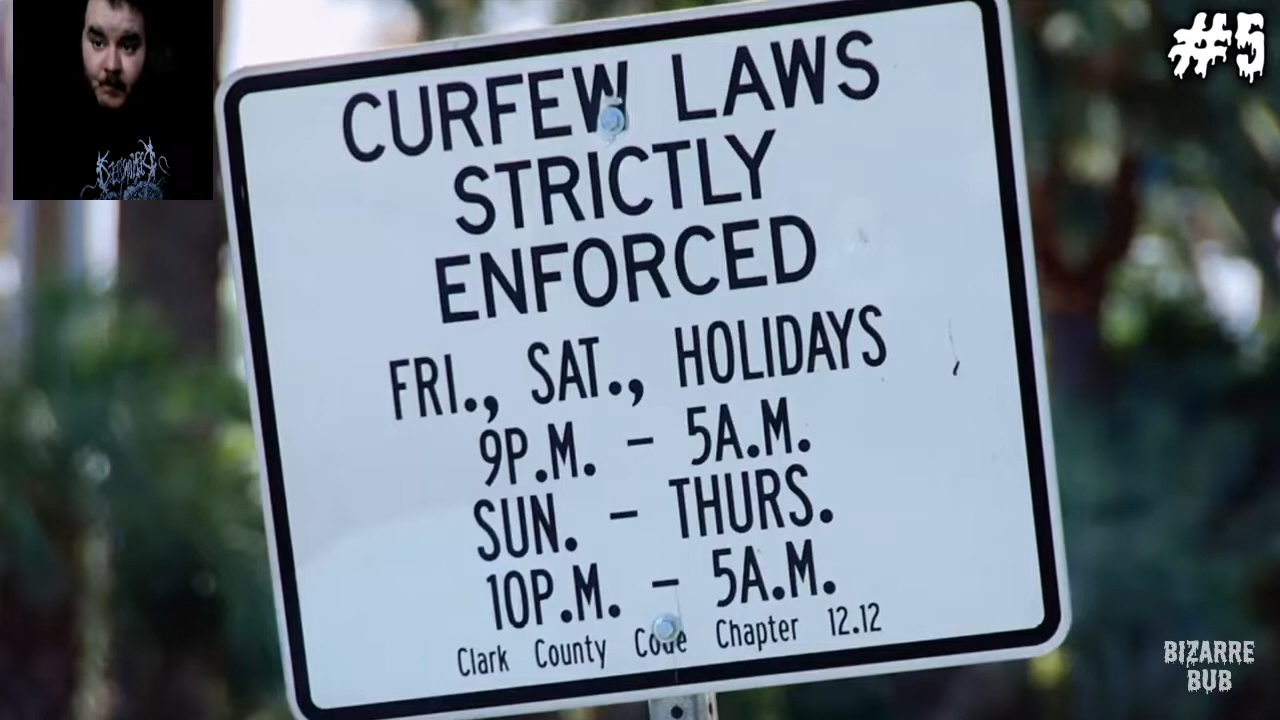 #5
CURFEW LAWS
STRICTLY
ENFORCED
FRI., SAT., HOLIDAYS
9P.M. - 5A.M.
SUN. - THURS.
10P.M. - 5A.M.
Clark County Code Chapter 12.12
BIZARRE
BUB